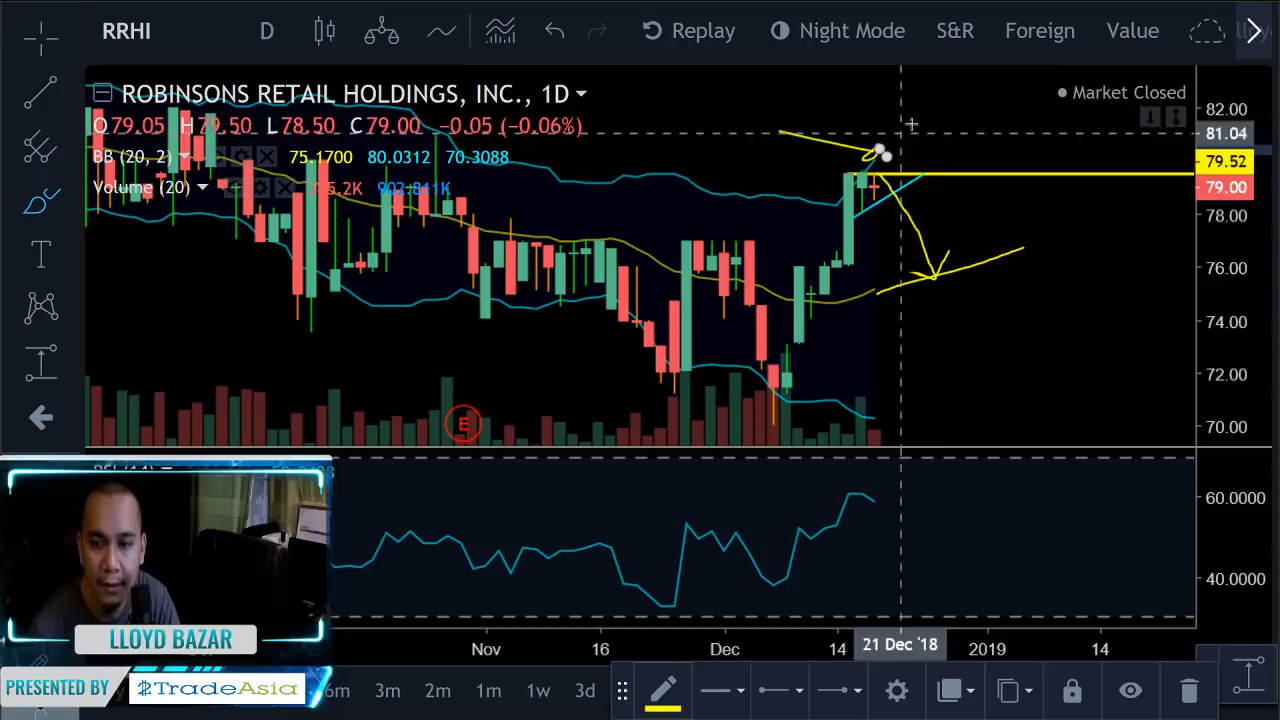 RRHI D Replay Night Mode S&R Foreign Value
ROBINSONS RETAIL HOLDINGS, INC., 1D
Market Closed
O79.05 H79.50 L78.50 C79.00 −0.05 (−0.06%)
BB (20, 2) 75.1700 80.0312 70.3088
Volume (20) 902.811K
82.00
81.04
79.52
79.00
78.00
76.00
74.00
72.00
70.00
E
60.0000
40.0000
Nov 16 Dec 14 21 Dec '18 2019 14
LLOYD BAZAR
PRESENTED BY TradeAsia
6m 3m 2m 1m 1w 3d
T